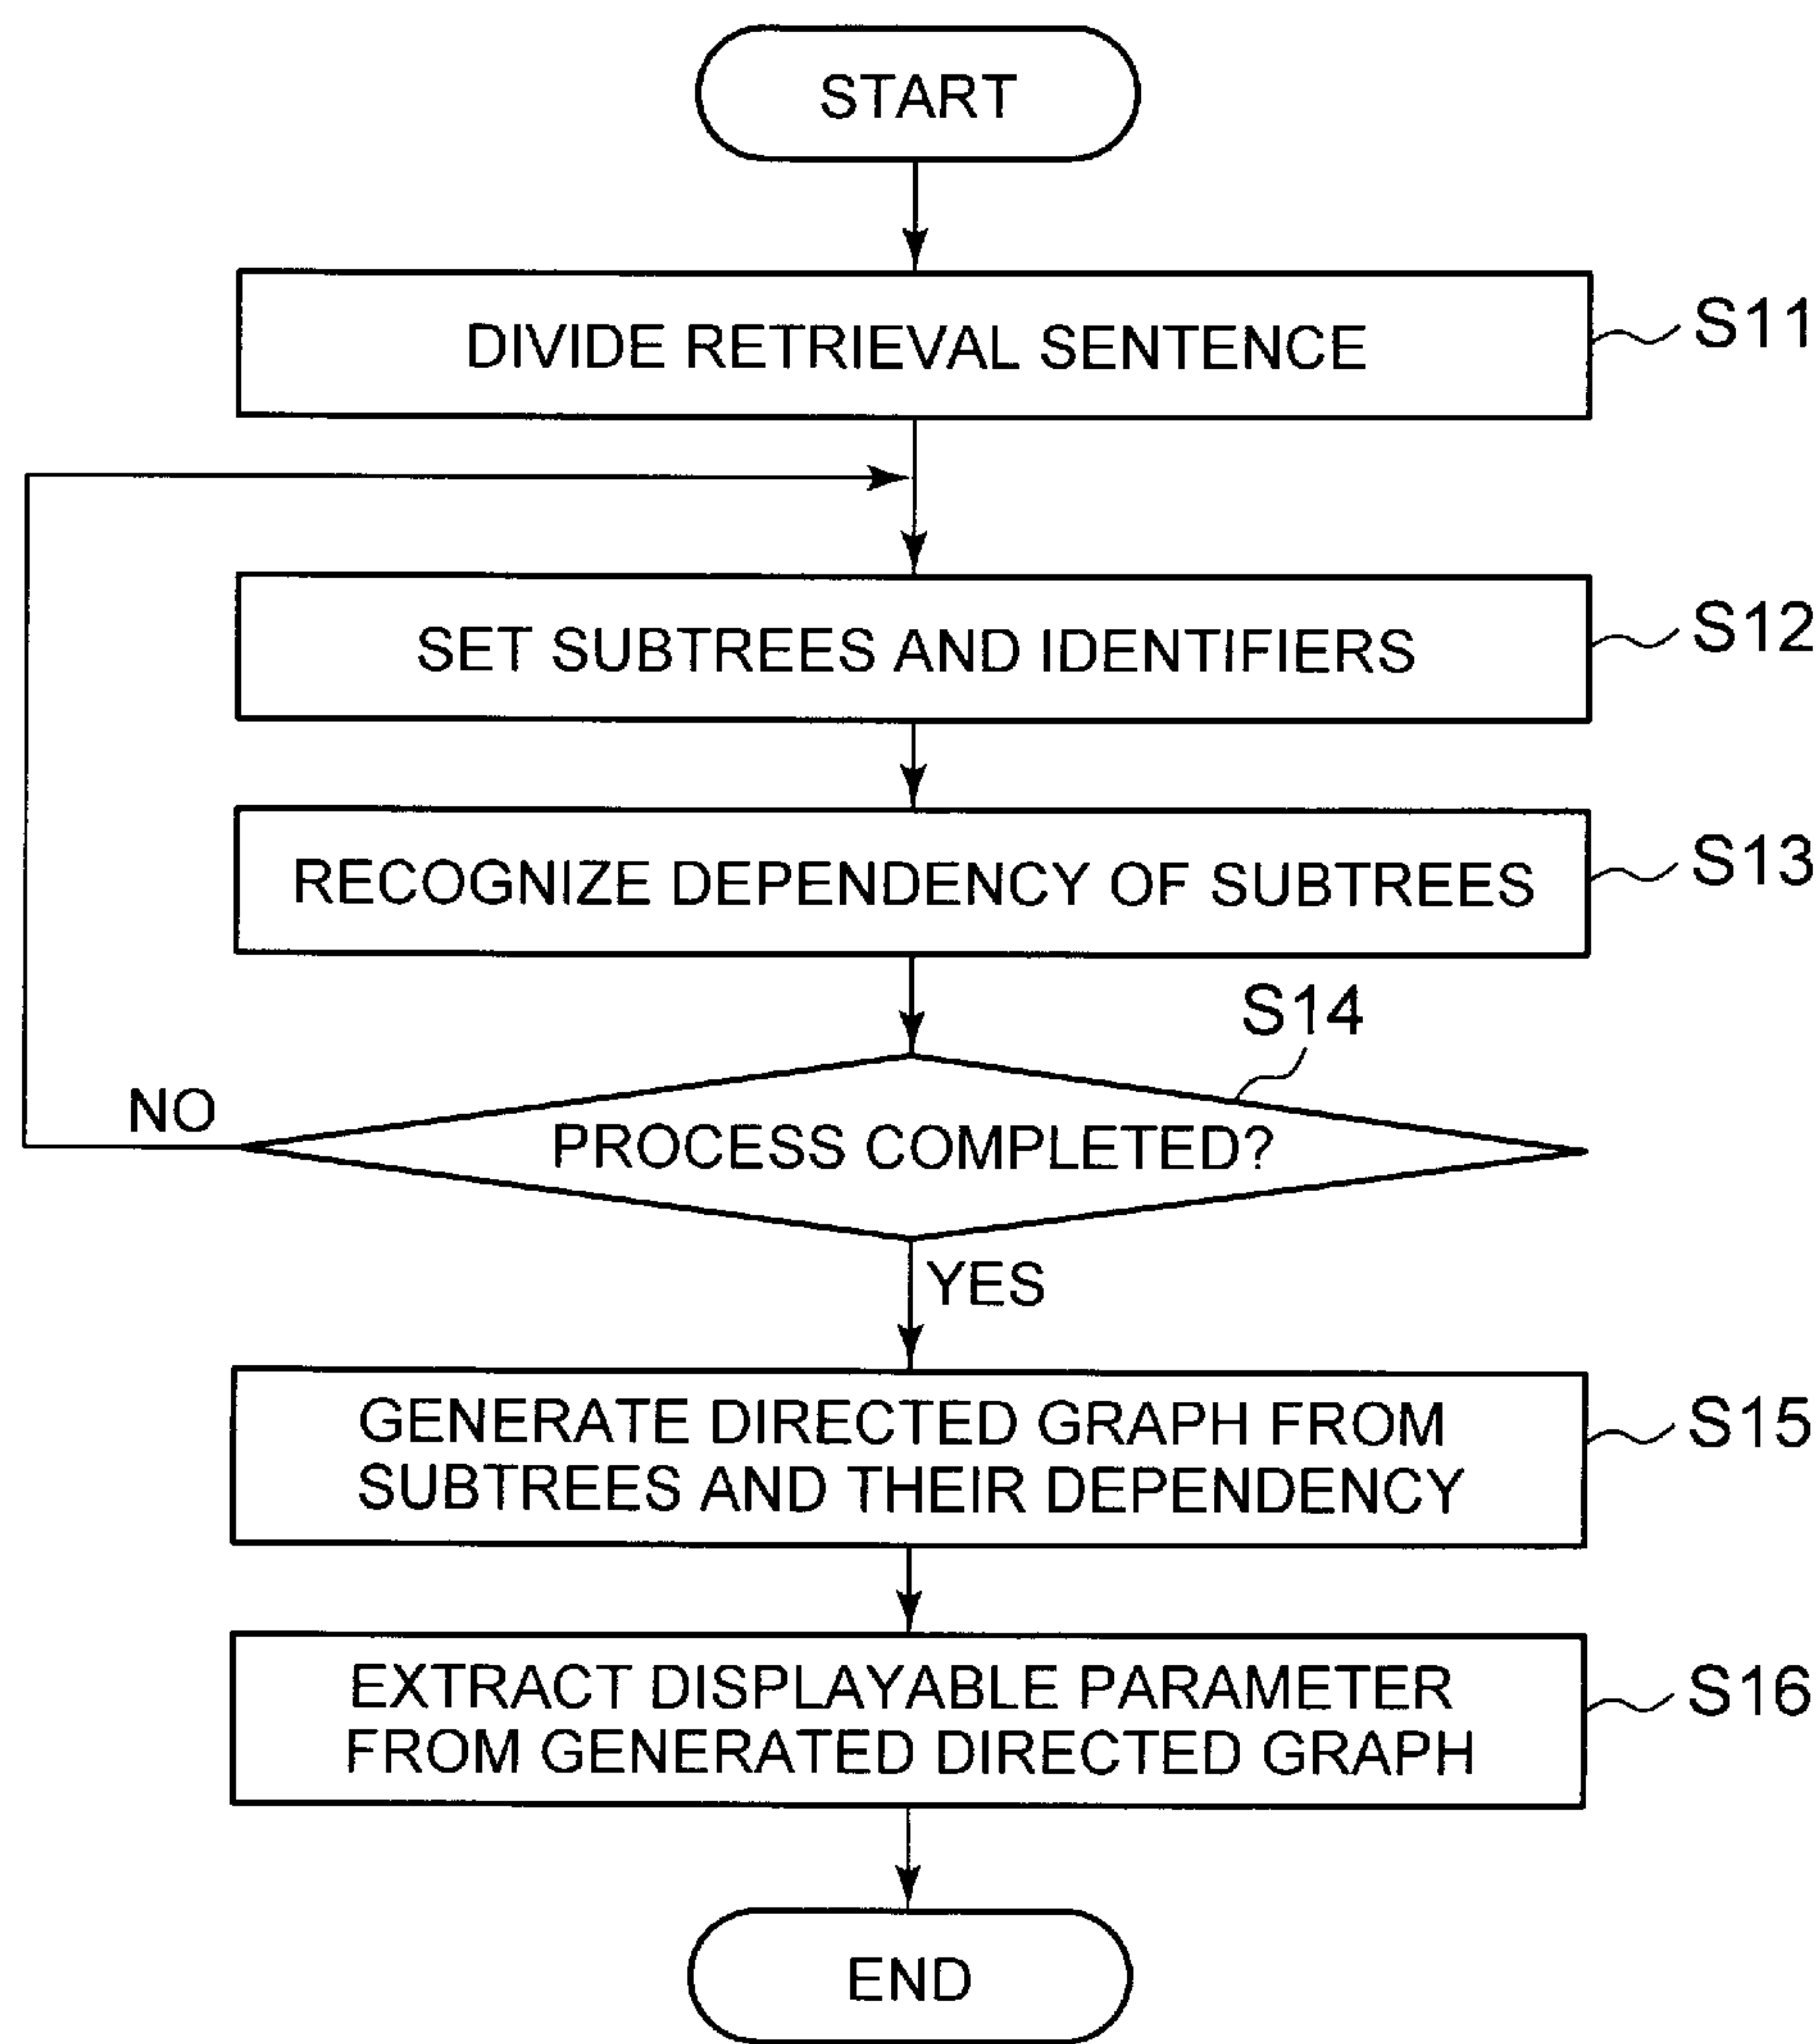 START
DIVIDE RETRIEVAL SENTENCE
S11
SET SUBTREES AND IDENTIFIERS
S12
RECOGNIZE DEPENDENCY OF SUBTREES
S13
S14
NO
PROCESS COMPLETED?
YES
GENERATE DIRECTED GRAPH FROM
SUBTREES AND THEIR DEPENDENCY
S15
EXTRACT DISPLAYABLE PARAMETER
FROM GENERATED DIRECTED GRAPH
S16
END